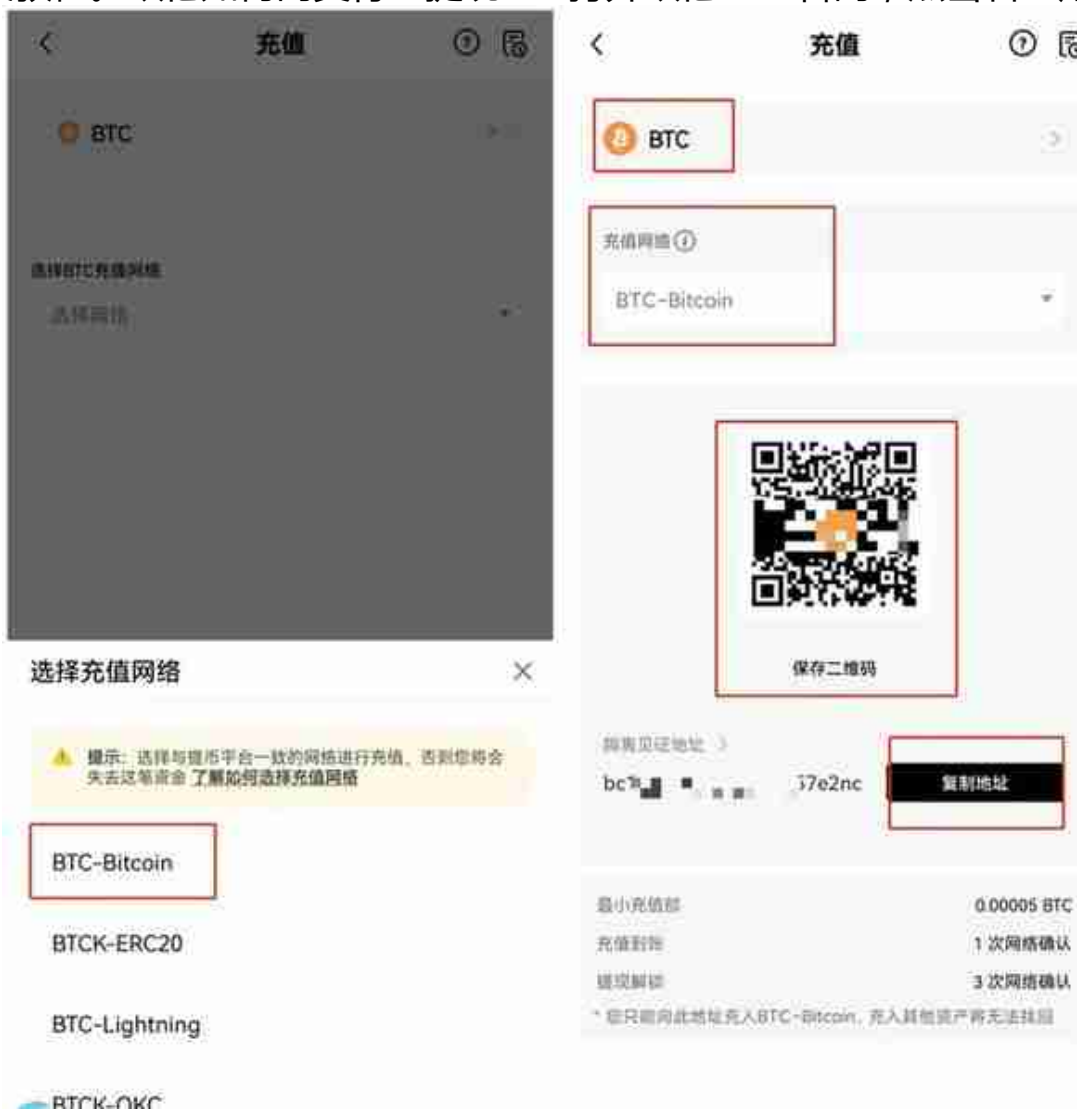 充值
BTC
选择BTC充值网络
选择网络
选择充值网络
提示：选择与提币平台一致的网络进行充值，否则您将会
失去这笔资金 了解如何选择充值网络
BTC-Bitcoin
BTCK-ERC20
BTC-Lightning
BTCK-OKC
充值
BTC
充值网络
BTC-Bitcoin
保存二维码
隔离见证地址
37e2nc
复制地址
最小充值额 0.00005 BTC
充值到账 1 次网络确认
提现解锁 3 次网络确认
* 您只能向此地址充入BTC-Bitcoin，充入其他资产将无法找回